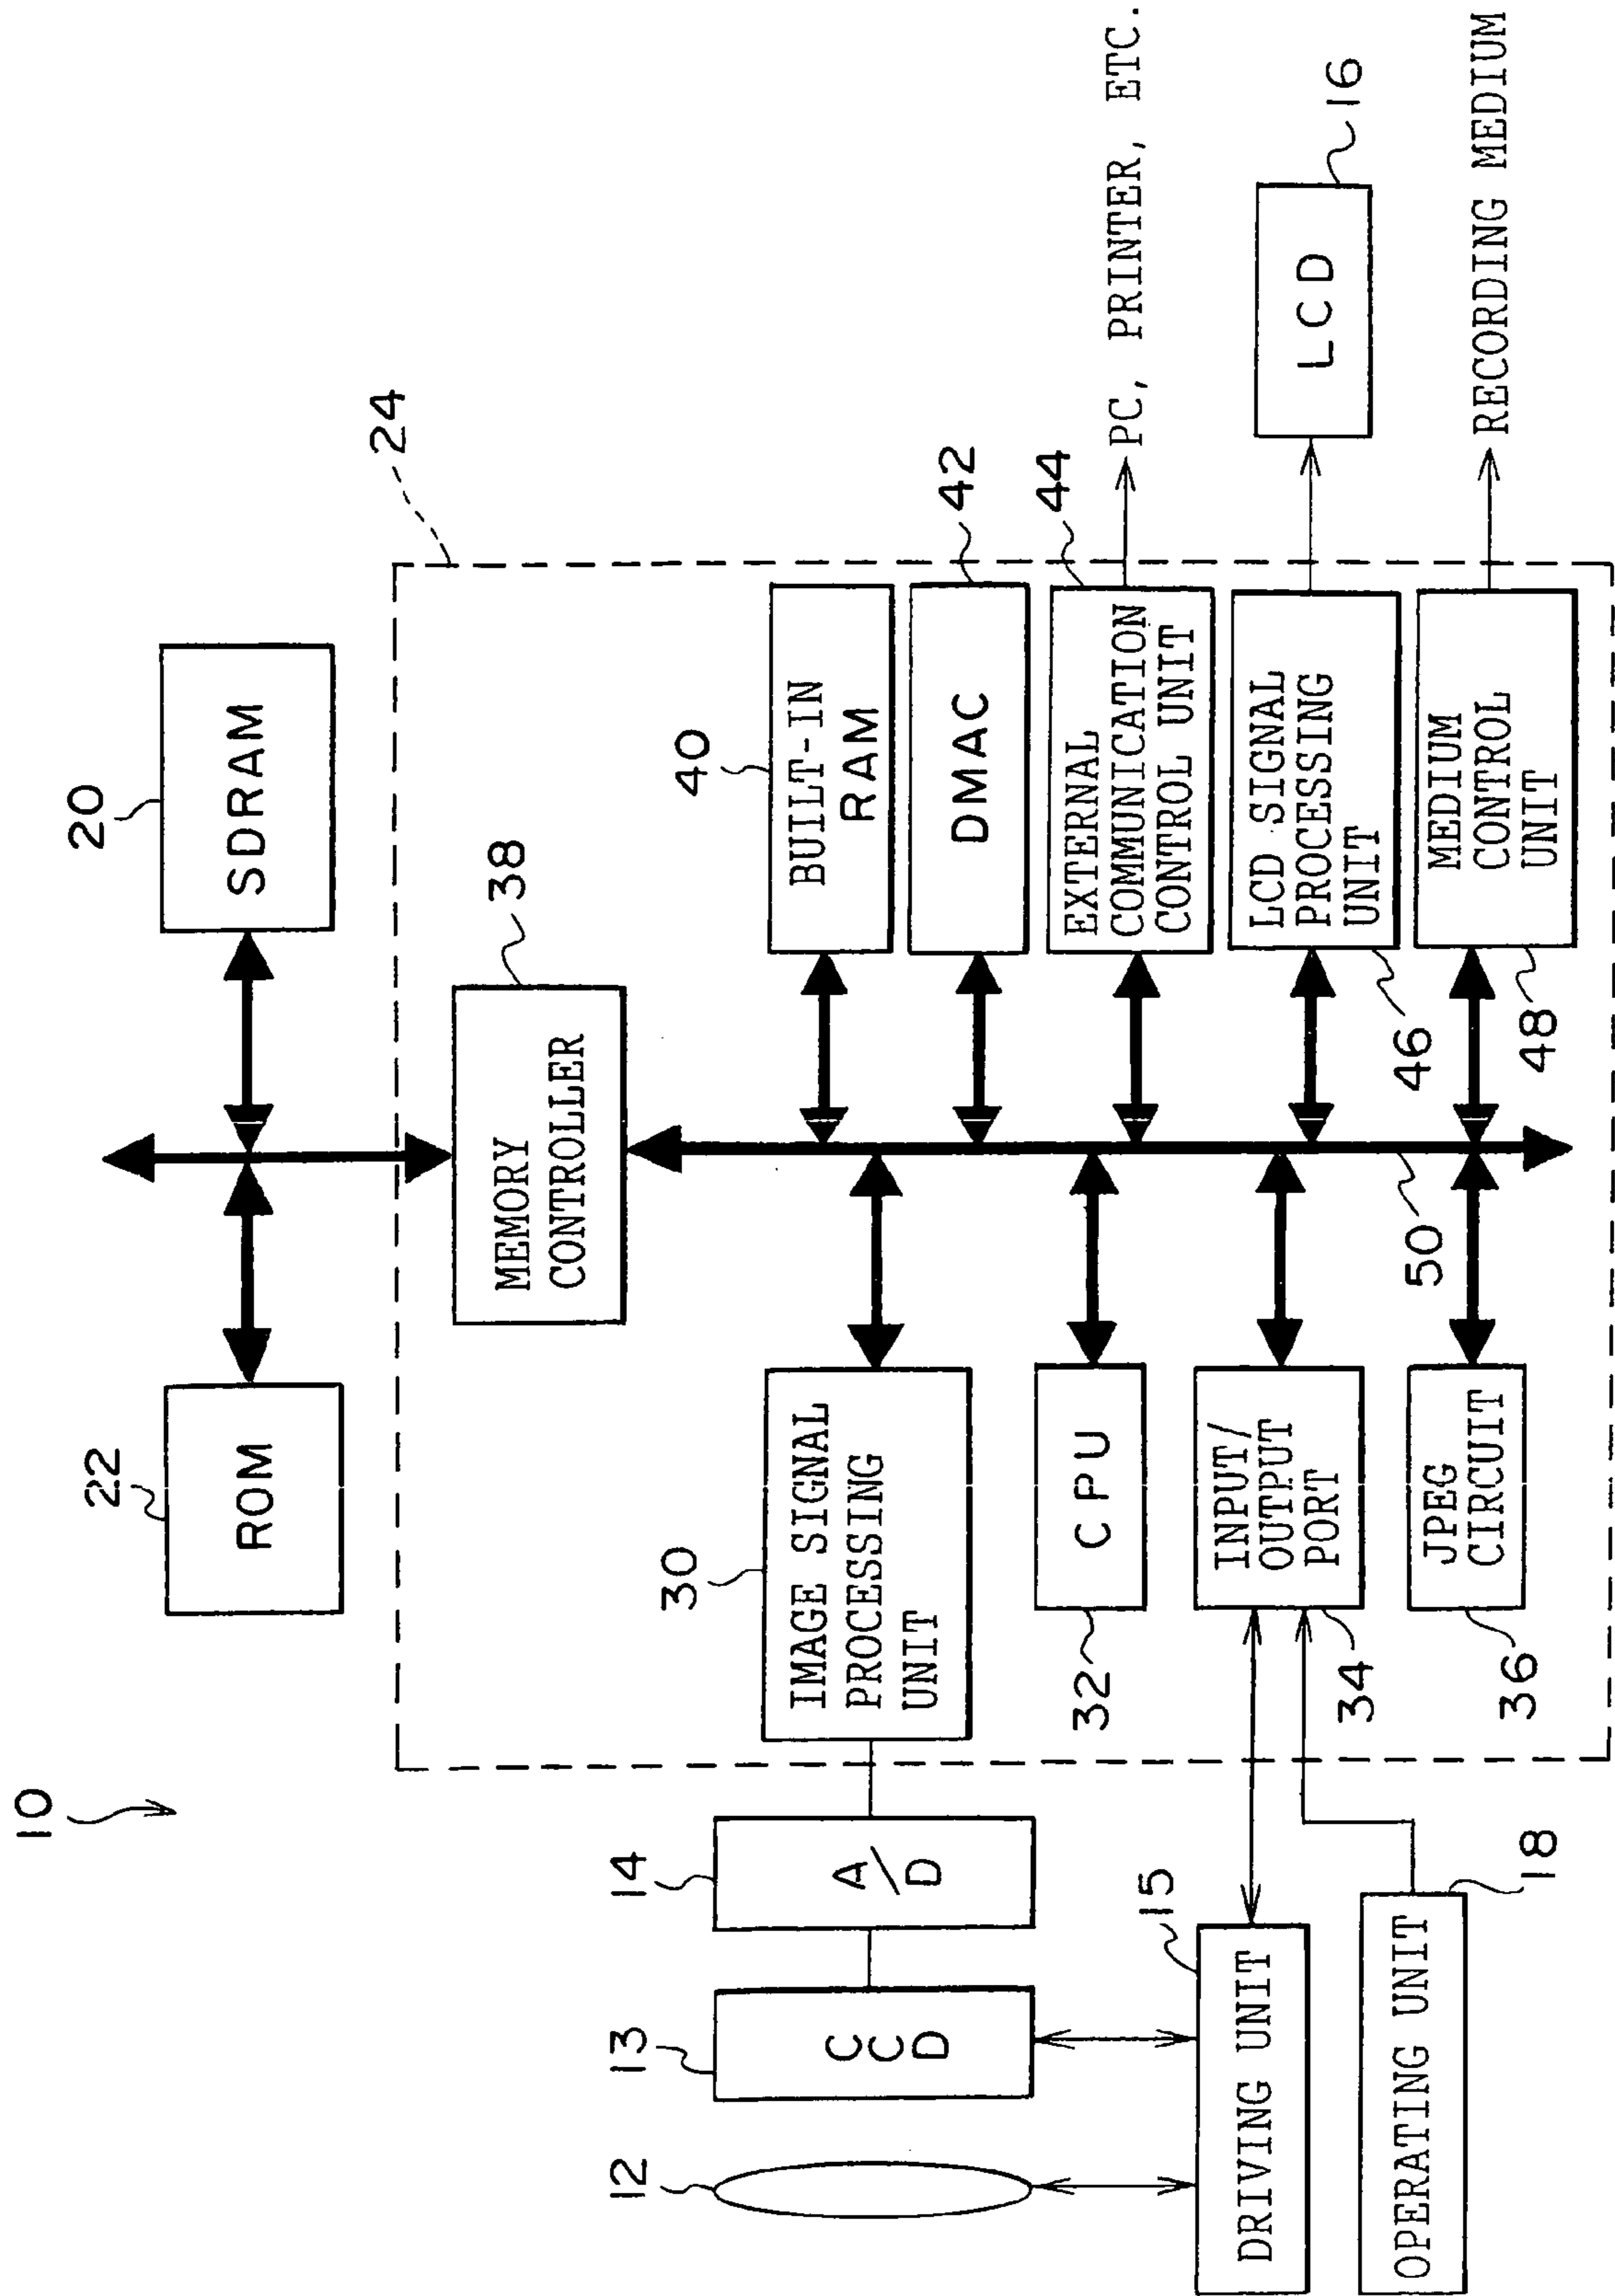 10
22
ROM
20
SDRAM
24
38
MEMORY
CONTROLLER
12
13
CCD
14
A/D
30
IMAGE SIGNAL
PROCESSING
UNIT
40
BUILT-IN
RAM
42
DMAC
32
CPU
44
EXTERNAL
COMMUNICATION
CONTROL UNIT
PC, PRINTER, ETC.
15
DRIVING UNIT
34
INPUT/
OUTPUT
PORT
46
LCD SIGNAL
PROCESSING
UNIT
LCD
16
18
OPERATING UNIT
36
JPEG
CIRCUIT
50
48
MEDIUM
CONTROL
UNIT
RECORDING MEDIUM